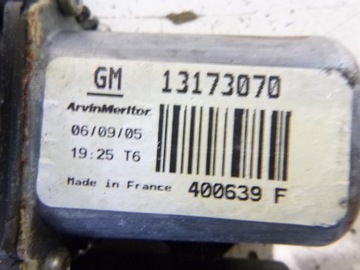 GM 13173070
ArvinMeritor
06/09/05
19:25 T6
Made in France 400639 F